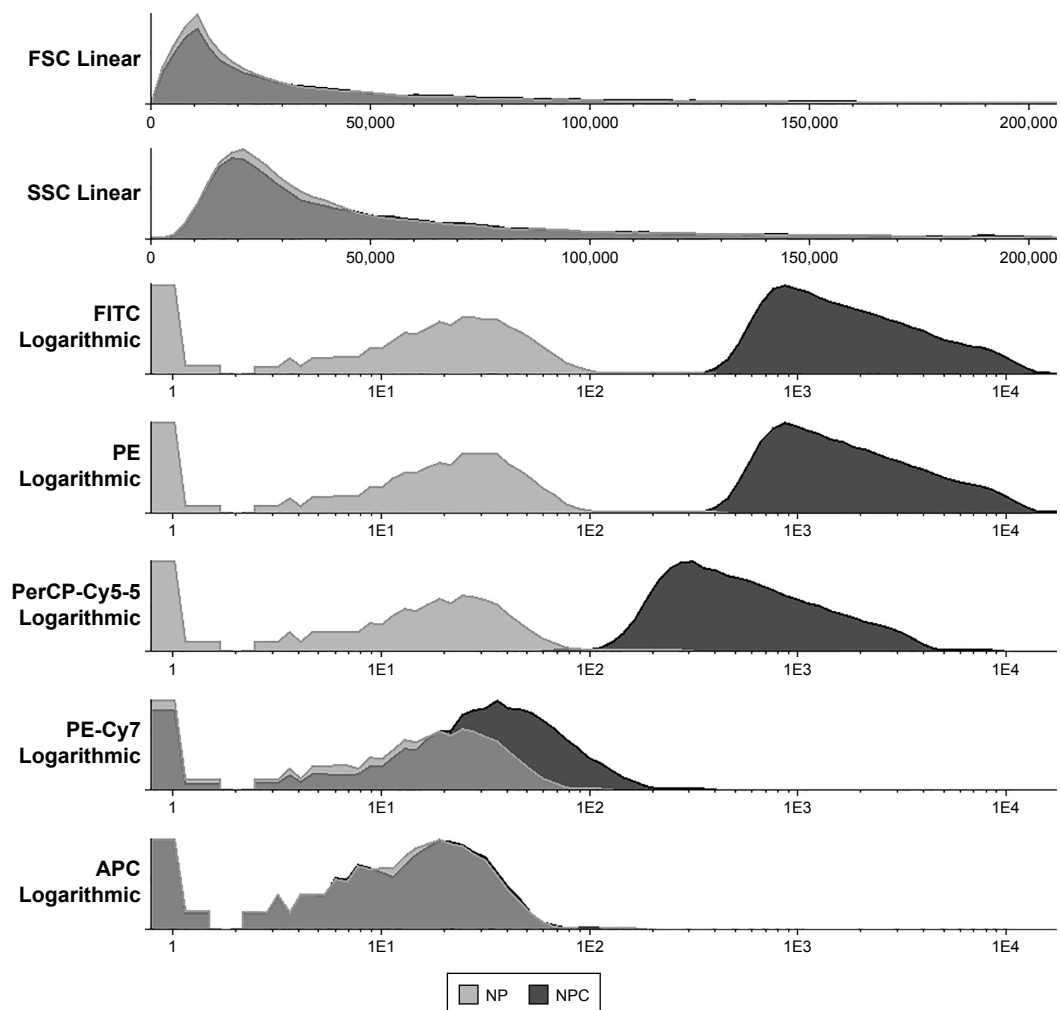 FSC Linear
0 50,000 100,000 150,000 200,000
SSC Linear
0 50,000 100,000 150,000 200,000
FITC
Logarithmic
1 1E1 1E2 1E3 1E4
PE
Logarithmic
1 1E1 1E2 1E3 1E4
PerCP-Cy5-5
Logarithmic
1 1E1 1E2 1E3 1E4
PE-Cy7
Logarithmic
1 1E1 1E2 1E3 1E4
APC
Logarithmic
1 1E1 1E2 1E3 1E4
NP NPC